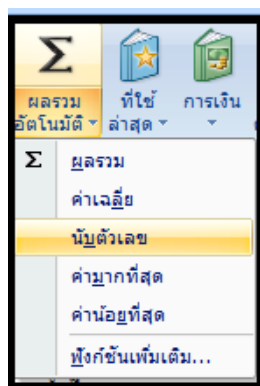 Σ
ผลรวม ที่ใช้ การเงิน
อัตโนมัติ ล่าสุด
Σ ผลรวม
ค่าเฉลี่ย
นับตัวเลข
ค่ามากที่สุด
ค่าน้อยที่สุด
ฟังก์ชันเพิ่มเติม...